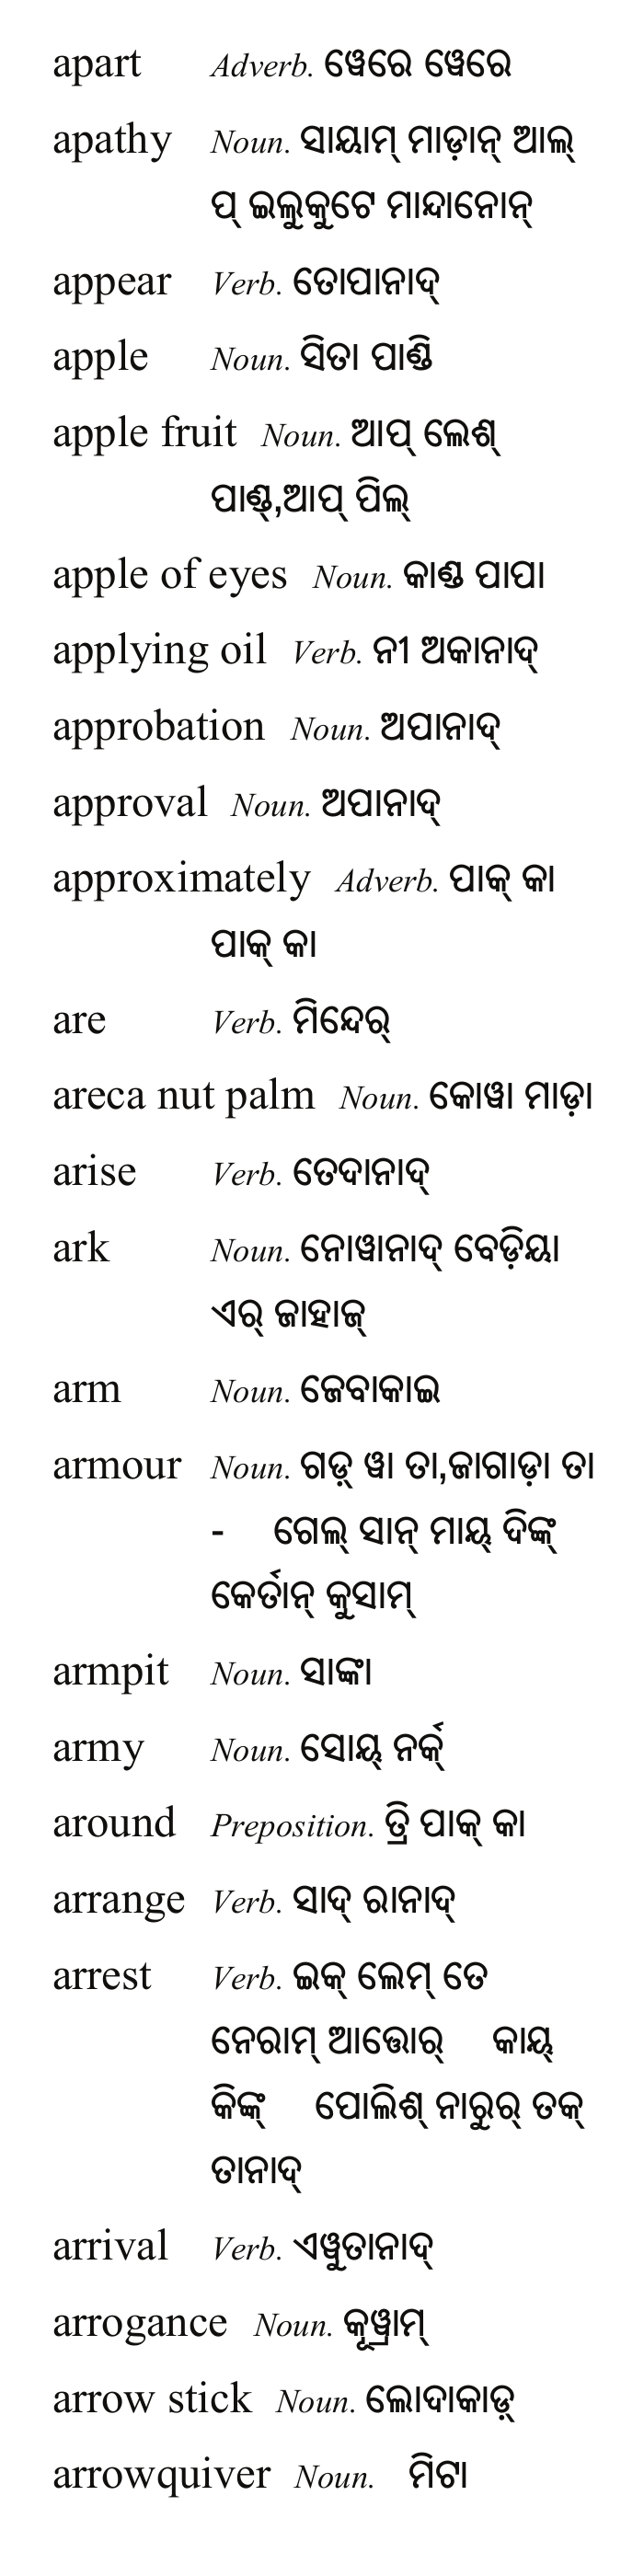 apart Adverb. ୱେରେ ୱେରେ
apathy Noun. ସାୟାମ୍ ମାଡ଼ାନ୍ ଆଲ୍
ପ୍ ଇଲୁକୁଟେ ମାନ୍ଦାନୋନ୍
appear Verb. ତୋପାନାଦ୍
apple Noun. ସିତା ପାଣ୍ଡି
apple fruit Noun. ଆପ୍ ଲେଶ୍
ପାଣ୍ଡ୍,ଆପ୍ ପିଲ୍
apple of eyes Noun. କାଣ୍ଡ ପାପା
applying oil Verb. ନୀ ଅକାନାଦ୍
approbation Noun. ଅପାନାଦ୍
approval Noun. ଅପାନାଦ୍
approximately Adverb. ପାକ୍ କା
ପାକ୍ କା
are Verb. ମିନ୍ଦେର୍
areca nut palm Noun. କୋୱା ମାଡ଼ା
arise Verb. ତେଦାନାଦ୍
ark Noun. ନୋୱାନାଦ୍ ବେଡ଼ିୟା
ଏର୍ ଜାହାଜ୍
arm Noun. ଜେବାକାଇ
armour Noun. ଗଡ଼୍ ୱା ତା,ଜାଗାଡ଼ା ତା
- ଗେଲ୍ ସାନ୍ ମାୟ୍ ଦିଙ୍କ୍
କେର୍ତାନ୍ କୁସାମ୍
armpit Noun. ସାଙ୍କା
army Noun. ସୋୟ୍ ନର୍କ୍
around Preposition. ତ୍ରି ପାକ୍ କା
arrange Verb. ସାଦ୍ ରାନାଦ୍
arrest Verb. ଇକ୍ ଲେମ୍ ତେ
ନେରାମ୍ ଆତ୍ତୋର୍ କାୟ୍
କିଙ୍କ୍ ପୋଲିଶ୍ ନାରୁର୍ ତକ୍
ତାନାଦ୍
arrival Verb. ଏୱୁତାନାଦ୍
arrogance Noun. କୂୱ୍ରାମ୍
arrow stick Noun. ଲୋଦାକାଡ଼୍
arrowquiver Noun. ମିଟା